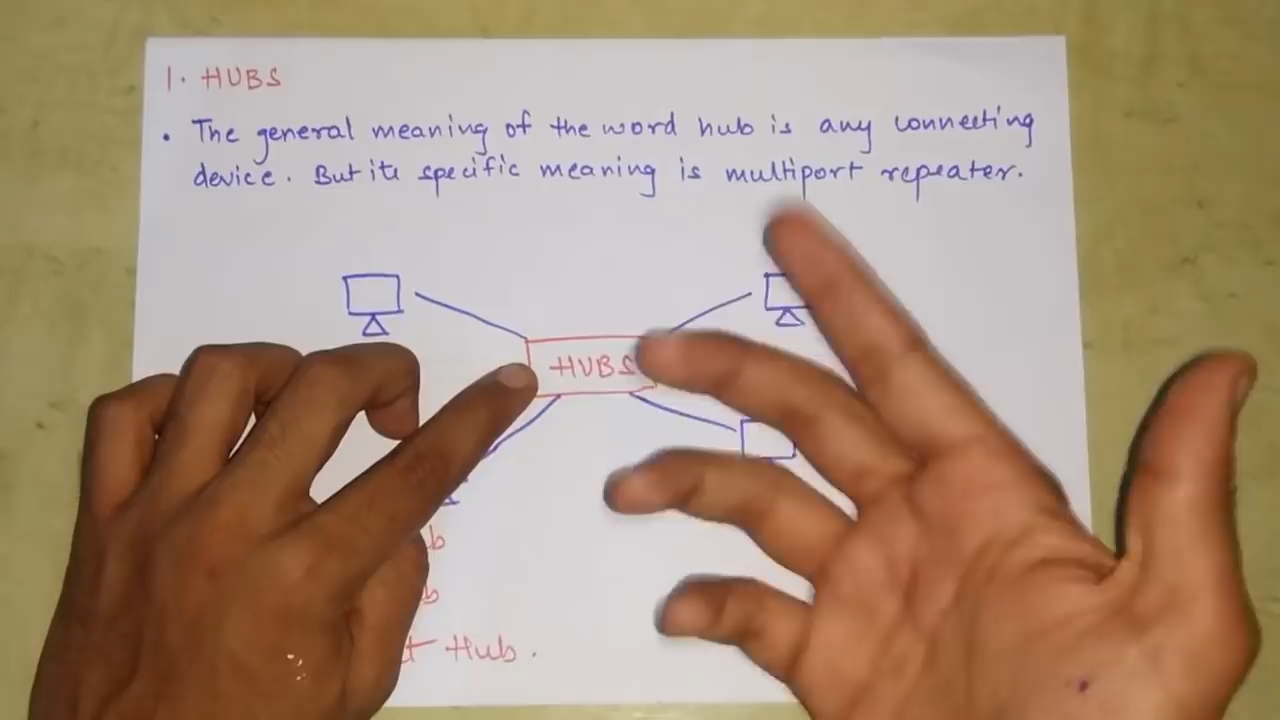 1. HUBS
• The general meaning of the word hub is any connecting
device. But its specific meaning is multiport repeater.
HUBS
Hub.